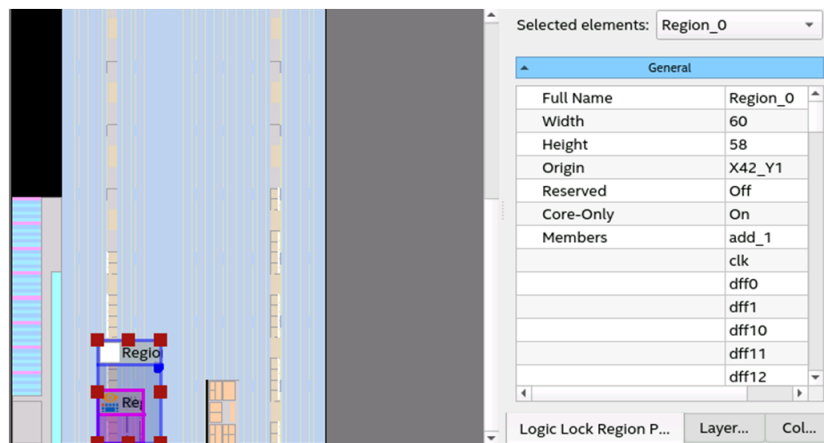 Selected elements: Region_0
General
Full Name Region_0
Width 60
Height 58
Origin X42_Y1
Reserved Off
Core-Only On
Members add_1
clk
dff0
dff1
dff10
dff11
dff12
Regio
Re
Logic Lock Region P... Layer... Col...